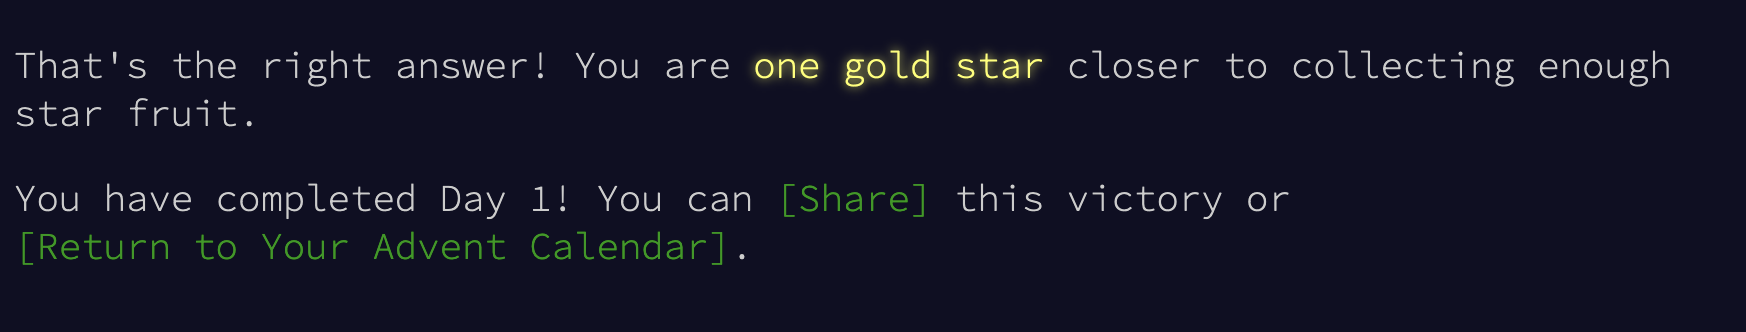 That's the right answer! You are one gold star closer to collecting enough
star fruit.
You have completed Day 1! You can [Share] this victory or
[Return to Your Advent Calendar].